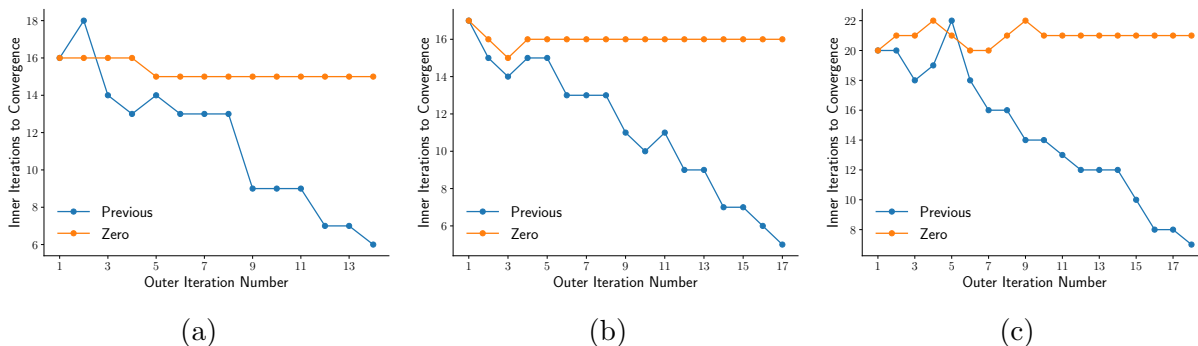 18
16
14
12
10
8
6
Inner Iterations to Convergence
Previous
Zero
1 3 5 7 9 11 13
Outer Iteration Number
(a)
16
14
12
10
8
6
Inner Iterations to Convergence
Previous
Zero
1 3 5 7 9 11 13 15 17
Outer Iteration Number
(b)
22
20
18
16
14
12
10
8
Inner Iterations to Convergence
Previous
Zero
1 3 5 7 9 11 13 15 17
Outer Iteration Number
(c)